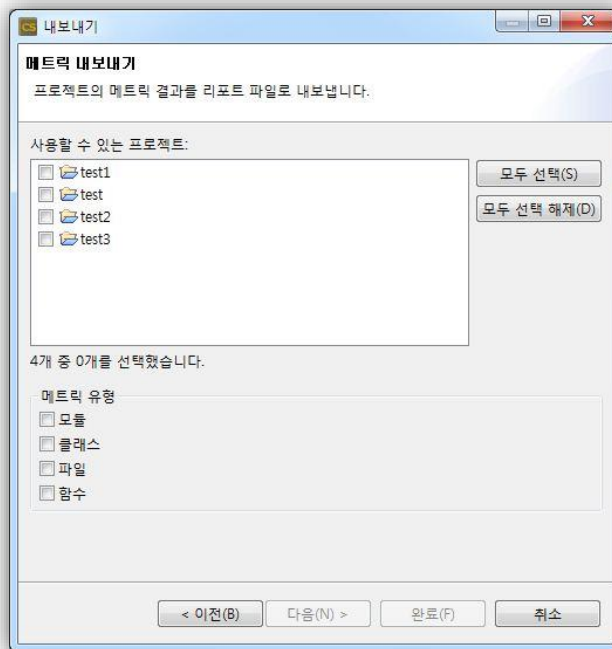 CS 내보내기
메트릭 내보내기
프로젝트의 메트릭 결과를 리포트 파일로 내보냅니다.
사용할 수 있는 프로젝트:
test1
test
test2
test3
모두 선택(S)
모두 선택 해제(D)
4개 중 0개를 선택했습니다.
메트릭 유형
모듈
클래스
파일
함수
< 이전(B)
다음(N) >
완료(F)
취소